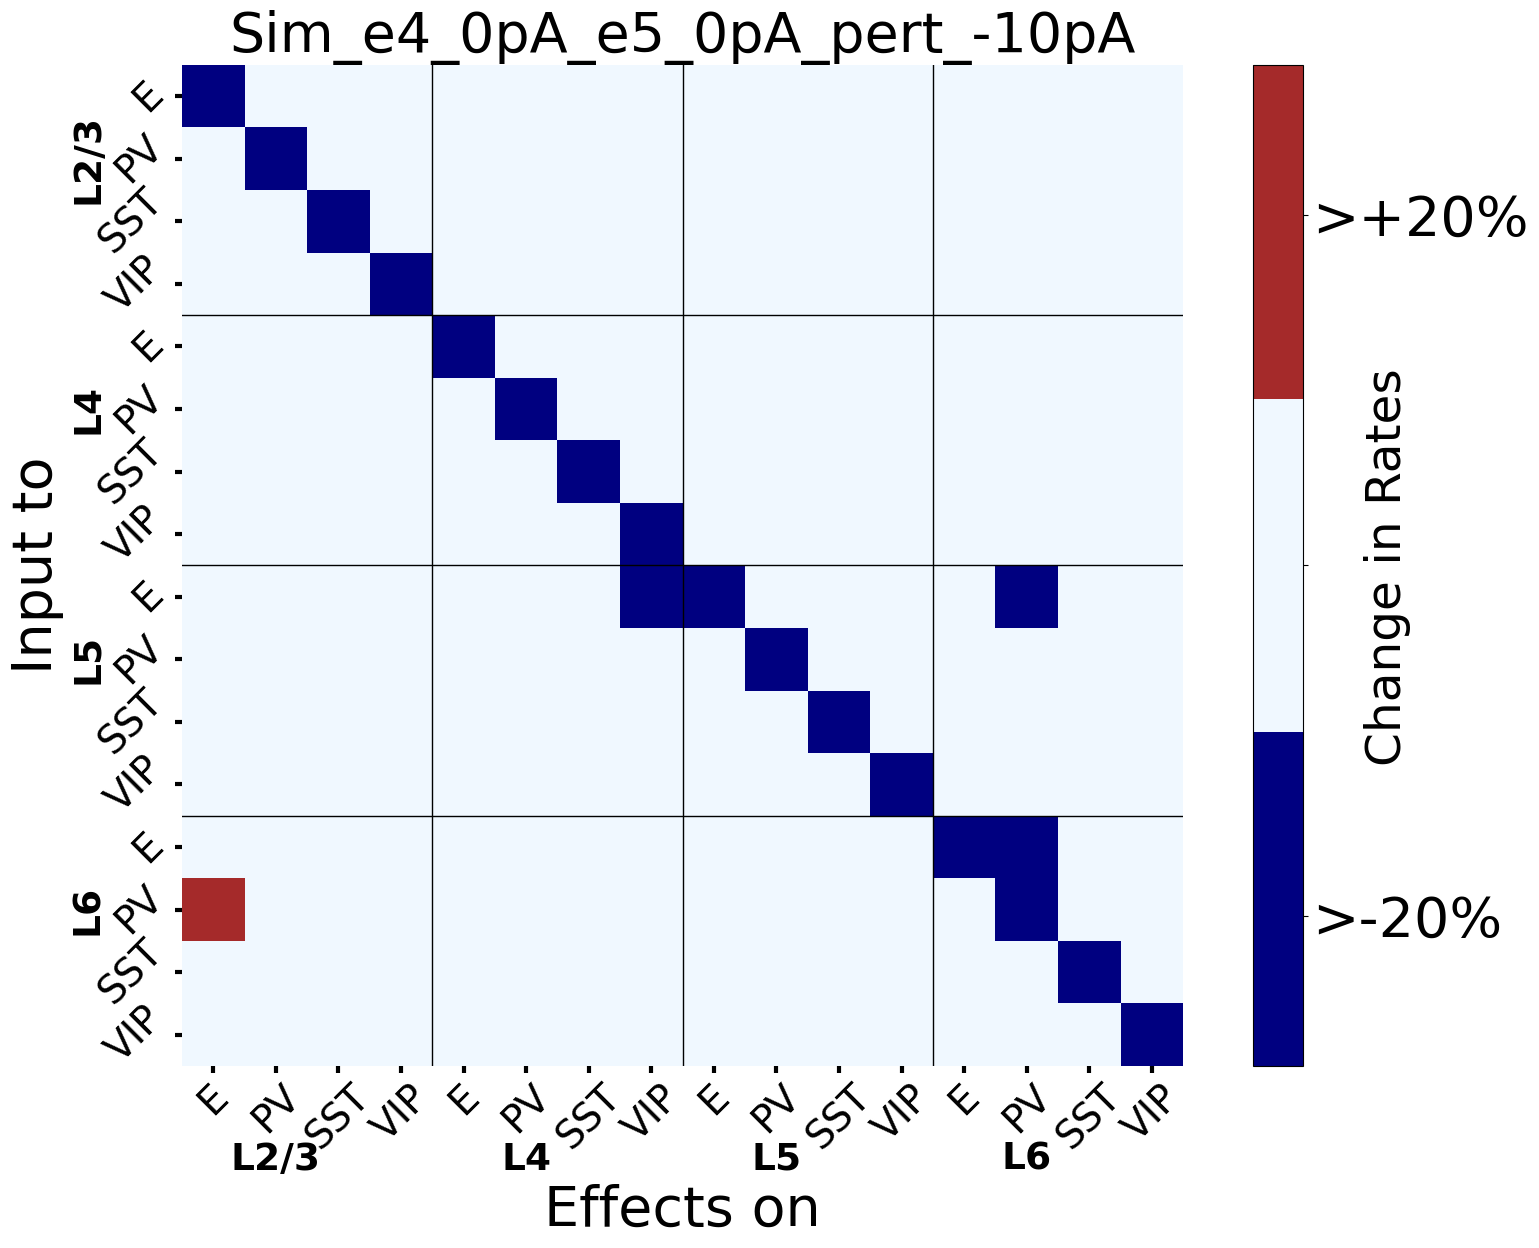 Sim_e4_0pA_e5_0pA_pert_-10pA
Input to
L2/3
E
PV
SST
VIP
L4
E
PV
SST
VIP
L5
E
PV
SST
VIP
L6
E
PV
SST
VIP
E
PV
SST
VIP
E
PV
SST
VIP
E
PV
SST
VIP
E
PV
SST
VIP
L2/3
L4
L5
L6
Effects on
>+20%
>-20%
Change in Rates